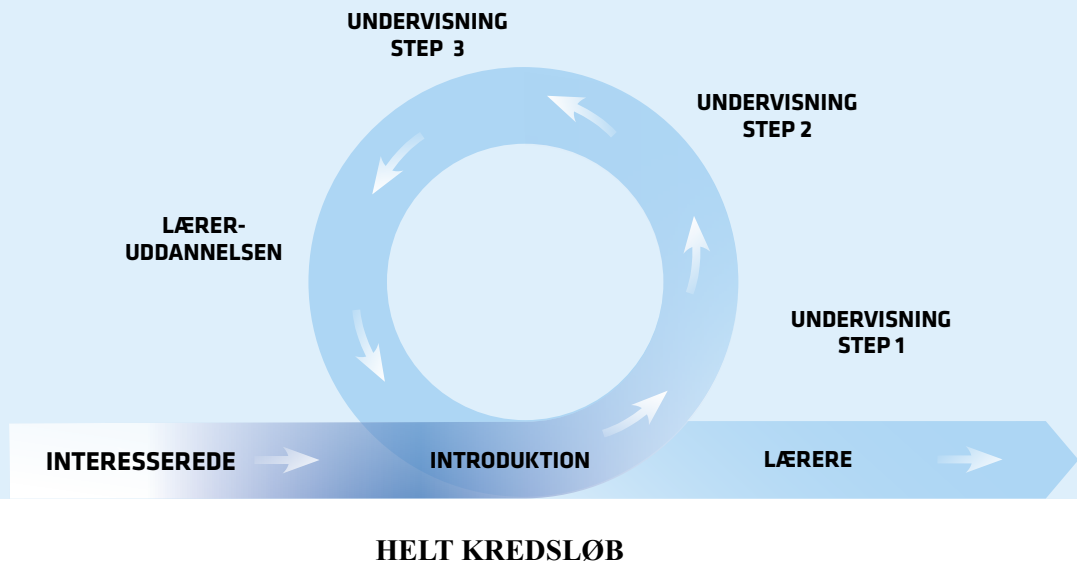 UNDERVISNING
STEP 3
UNDERVISNING
STEP 2
LÆRER-
UDDANNELSEN
UNDERVISNING
STEP 1
INTERESSEREDE
INTRODUKTION
LÆRERE
HELT KREDSLØB